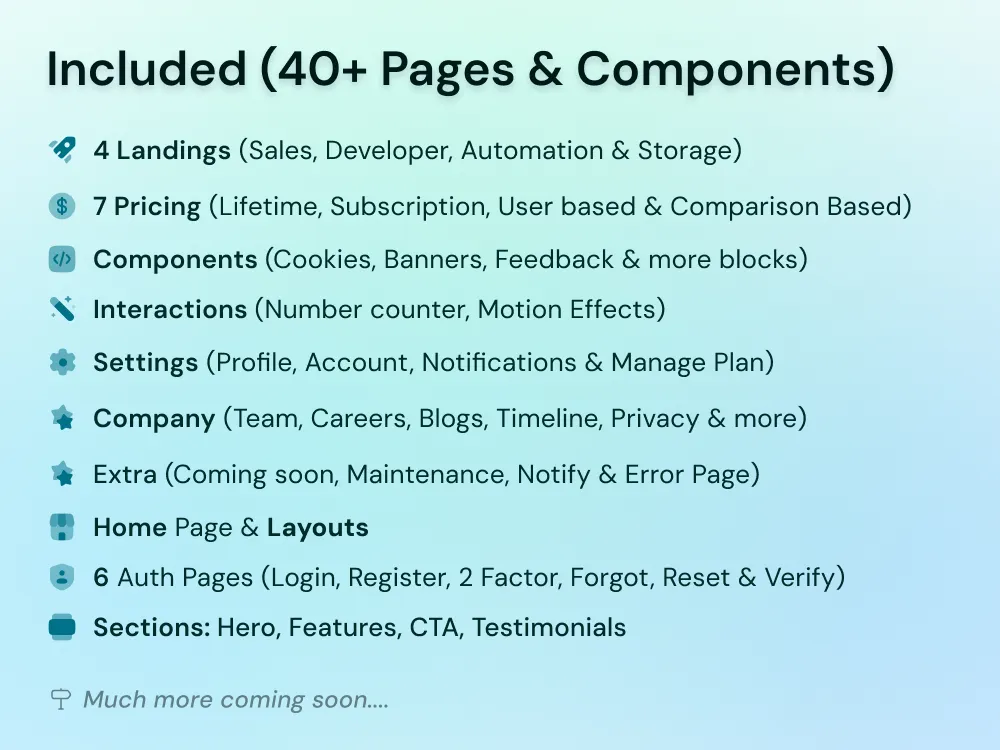 Included (40+ Pages & Components)
4 Landings (Sales, Developer, Automation & Storage)
7 Pricing (Lifetime, Subscription, User based & Comparison Based)
Components (Cookies, Banners, Feedback & more blocks)
Interactions (Number counter, Motion Effects)
Settings (Profile, Account, Notifications & Manage Plan)
Company (Team, Careers, Blogs, Timeline, Privacy & more)
Extra (Coming soon, Maintenance, Notify & Error Page)
Home Page & Layouts
6 Auth Pages (Login, Register, 2 Factor, Forgot, Reset & Verify)
Sections: Hero, Features, CTA, Testimonials
Much more coming soon....